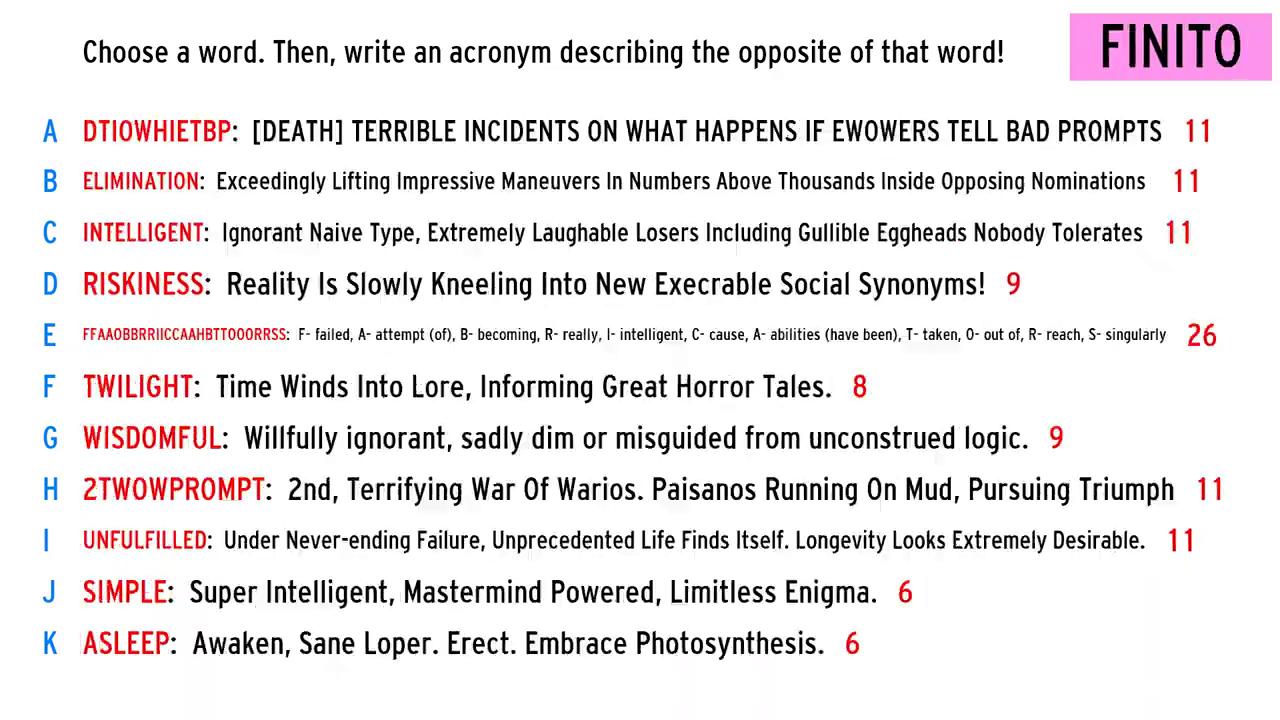 Choose a word. Then, write an acronym describing the opposite of that word!
FINITO
A DTIOWHIETBP: [DEATH] TERRIBLE INCIDENTS ON WHAT HAPPENS IF EWOWERS TELL BAD PROMPTS 11
B ELIMINATION: Exceedingly Lifting Impressive Maneuvers In Numbers Above Thousands Inside Opposing Nominations 11
C INTELLIGENT: Ignorant Naive Type, Extremely Laughable Losers Including Gullible Eggheads Nobody Tolerates 11
D RISKINESS: Reality Is Slowly Kneeling Into New Execrable Social Synonyms! 9
E FFAAOBBRRIICCAAHBTTOOORRSS: F- failed, A- attempt (of), B- becoming, R- really, I- intelligent, C- cause, A- abilities (have been), T- taken, O- out of, R- reach, S- singularly 26
F TWILIGHT: Time Winds Into Lore, Informing Great Horror Tales. 8
G WISDOMFUL: Willfully ignorant, sadly dim or misguided from unconstrued logic. 9
H 2TWOWPROMPT: 2nd, Terrifying War Of Warios. Paisanos Running On Mud, Pursuing Triumph 11
I UNFULFILLED: Under Never-ending Failure, Unprecedented Life Finds Itself. Longevity Looks Extremely Desirable. 11
J SIMPLE: Super Intelligent, Mastermind Powered, Limitless Enigma. 6
K ASLEEP: Awaken, Sane Loper. Erect. Embrace Photosynthesis. 6